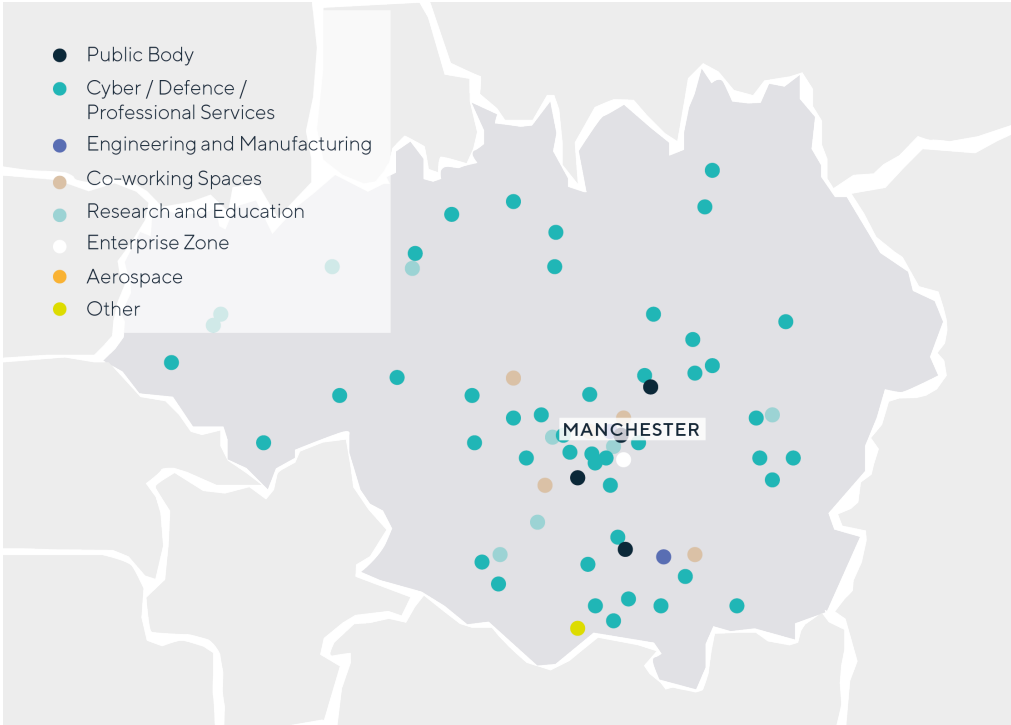 Public Body
Cyber / Defence /
Professional Services
Engineering and Manufacturing
Co-working Spaces
Research and Education
Enterprise Zone
Aerospace
Other
MANCHESTER